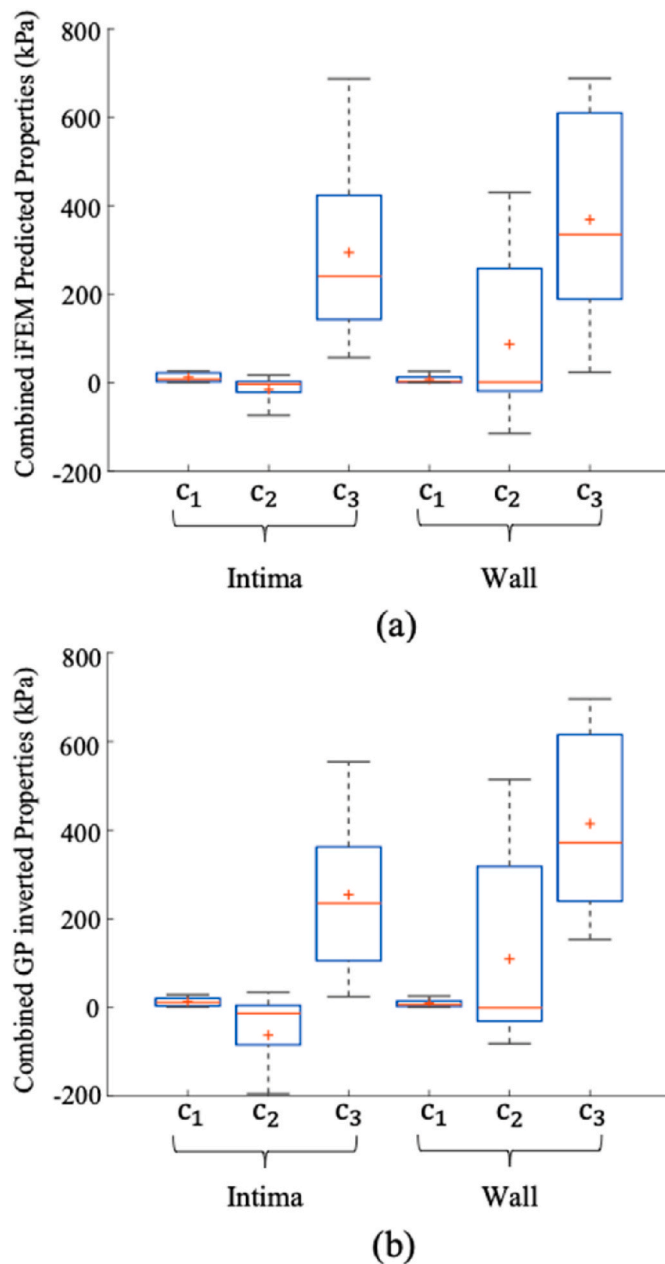 Combined iFEM Predicted Properties (kPa)
800
600
400
200
0
-200
c₁ c₂ c₃ c₁ c₂ c₃
Intima Wall
(a)
Combined GP inverted Properties (kPa)
800
600
400
200
0
-200
c₁ c₂ c₃ c₁ c₂ c₃
Intima Wall
(b)